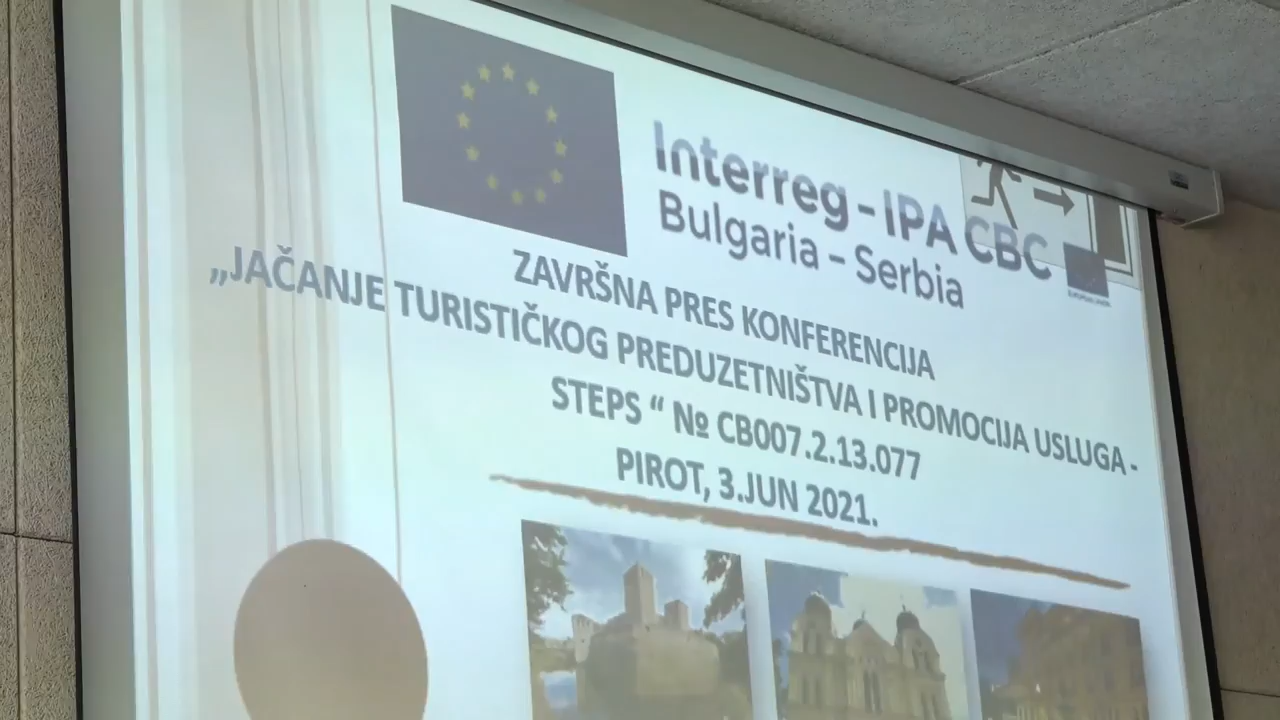 Interreg - IPA CBC
Bulgaria - Serbia
ZAVRŠNA PRES KONFERENCIJA
„JAČANJE TURISTIČKOG PREDUZETNIŠTVA I PROMOCIJA USLUGA -
STEPS “ № CB007.2.13.077
PIROT, 3.JUN 2021.